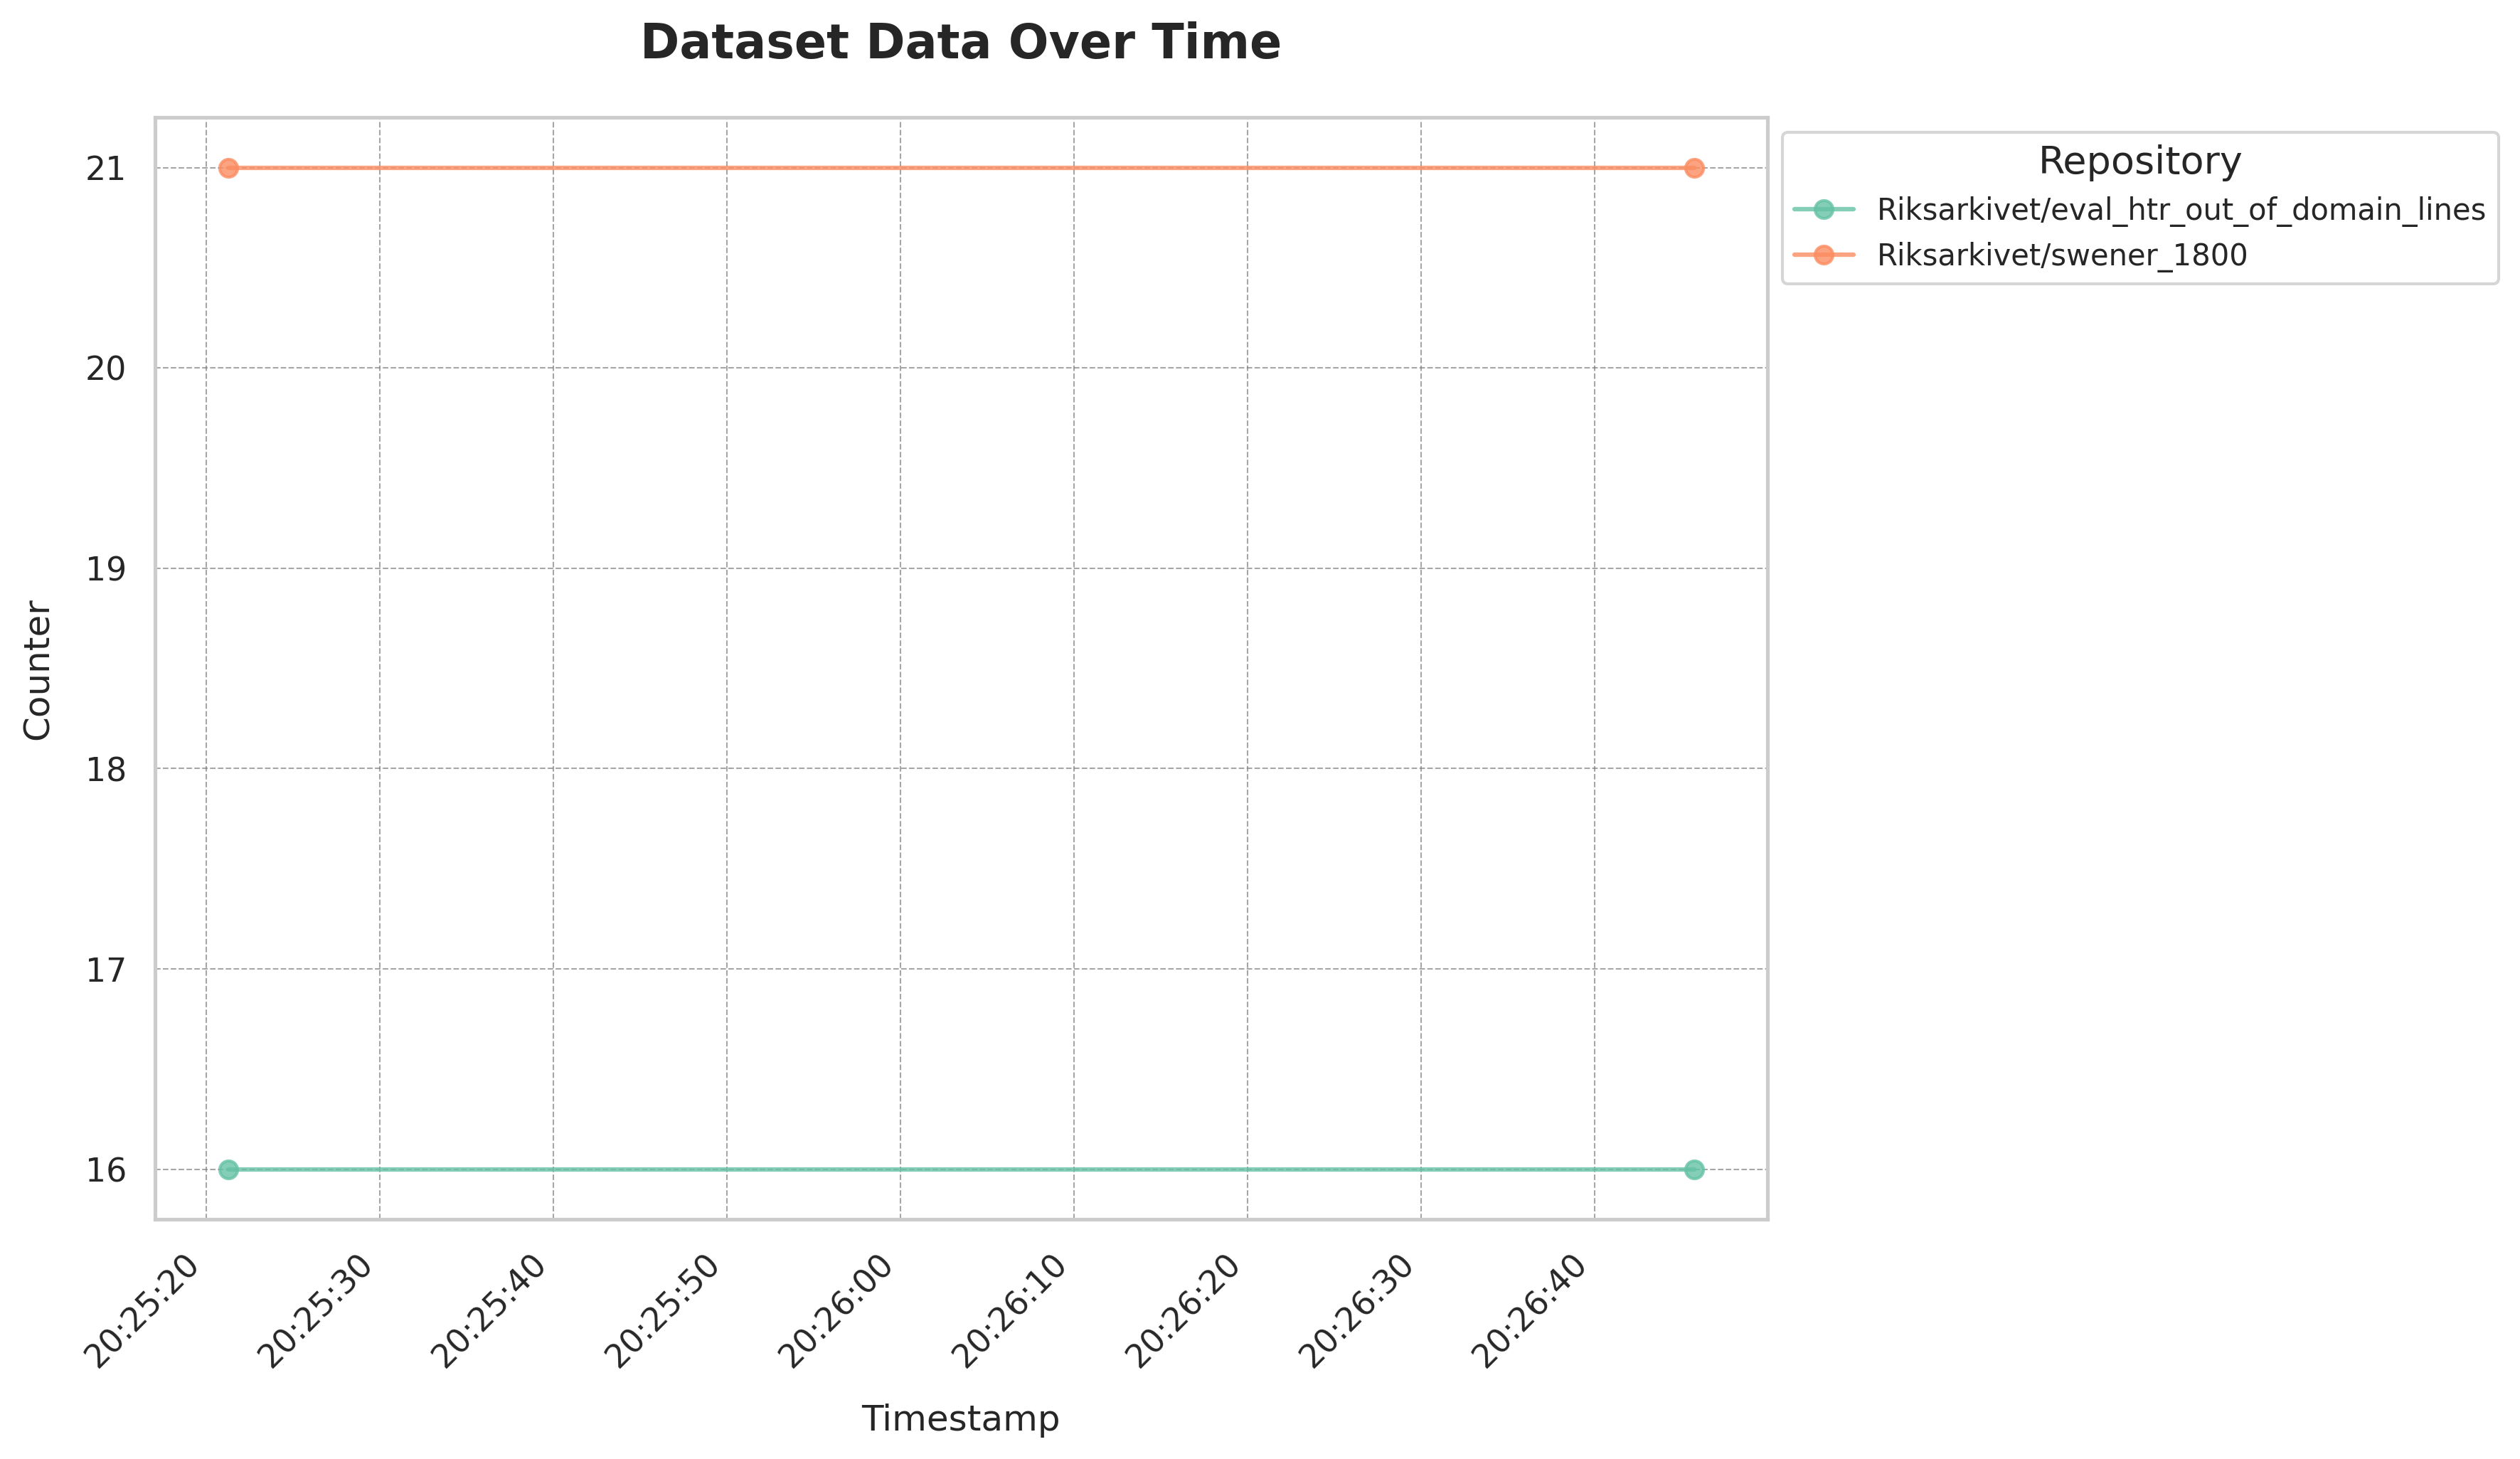 Dataset Data Over Time
Repository
Riksarkivet/eval_htr_out_of_domain_lines
Riksarkivet/swener_1800
21
20
19
18
17
16
Counter
20:25:20
20:25:30
20:25:40
20:25:50
20:26:00
20:26:10
20:26:20
20:26:30
20:26:40
Timestamp